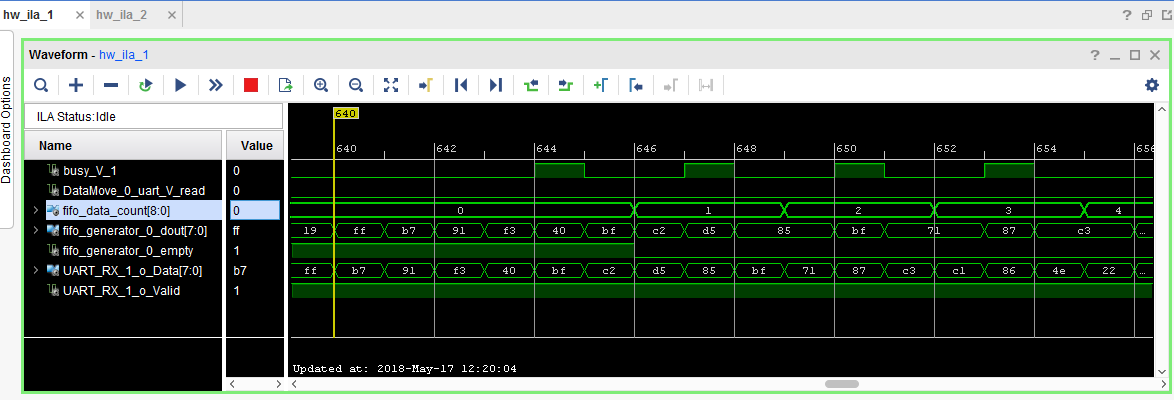 hw_ila_1 × hw_ila_2 × ?
Dashboard Options
Waveform - hw_ila_1 ? _ □ ×
ILA Status:Idle
Name Value
640
640 642 644 646 648 650 652 654 656
busy_V_1 0
DataMove_0_uart_V_read 0
fifo_data_count[8:0] 0 0 1 2 3 4
fifo_generator_0_dout[7:0] ff 19 ff b7 91 f3 40 bf c2 d5 85 bf 71 87 c3 ...
fifo_generator_0_empty 1
UART_RX_1_o_Data[7:0] b7 ff b7 91 f3 40 bf c2 d5 85 bf 71 87 c3 c1 86 4e 22 ...
UART_RX_1_o_Valid 1
Updated at: 2018-May-17 12:20:04